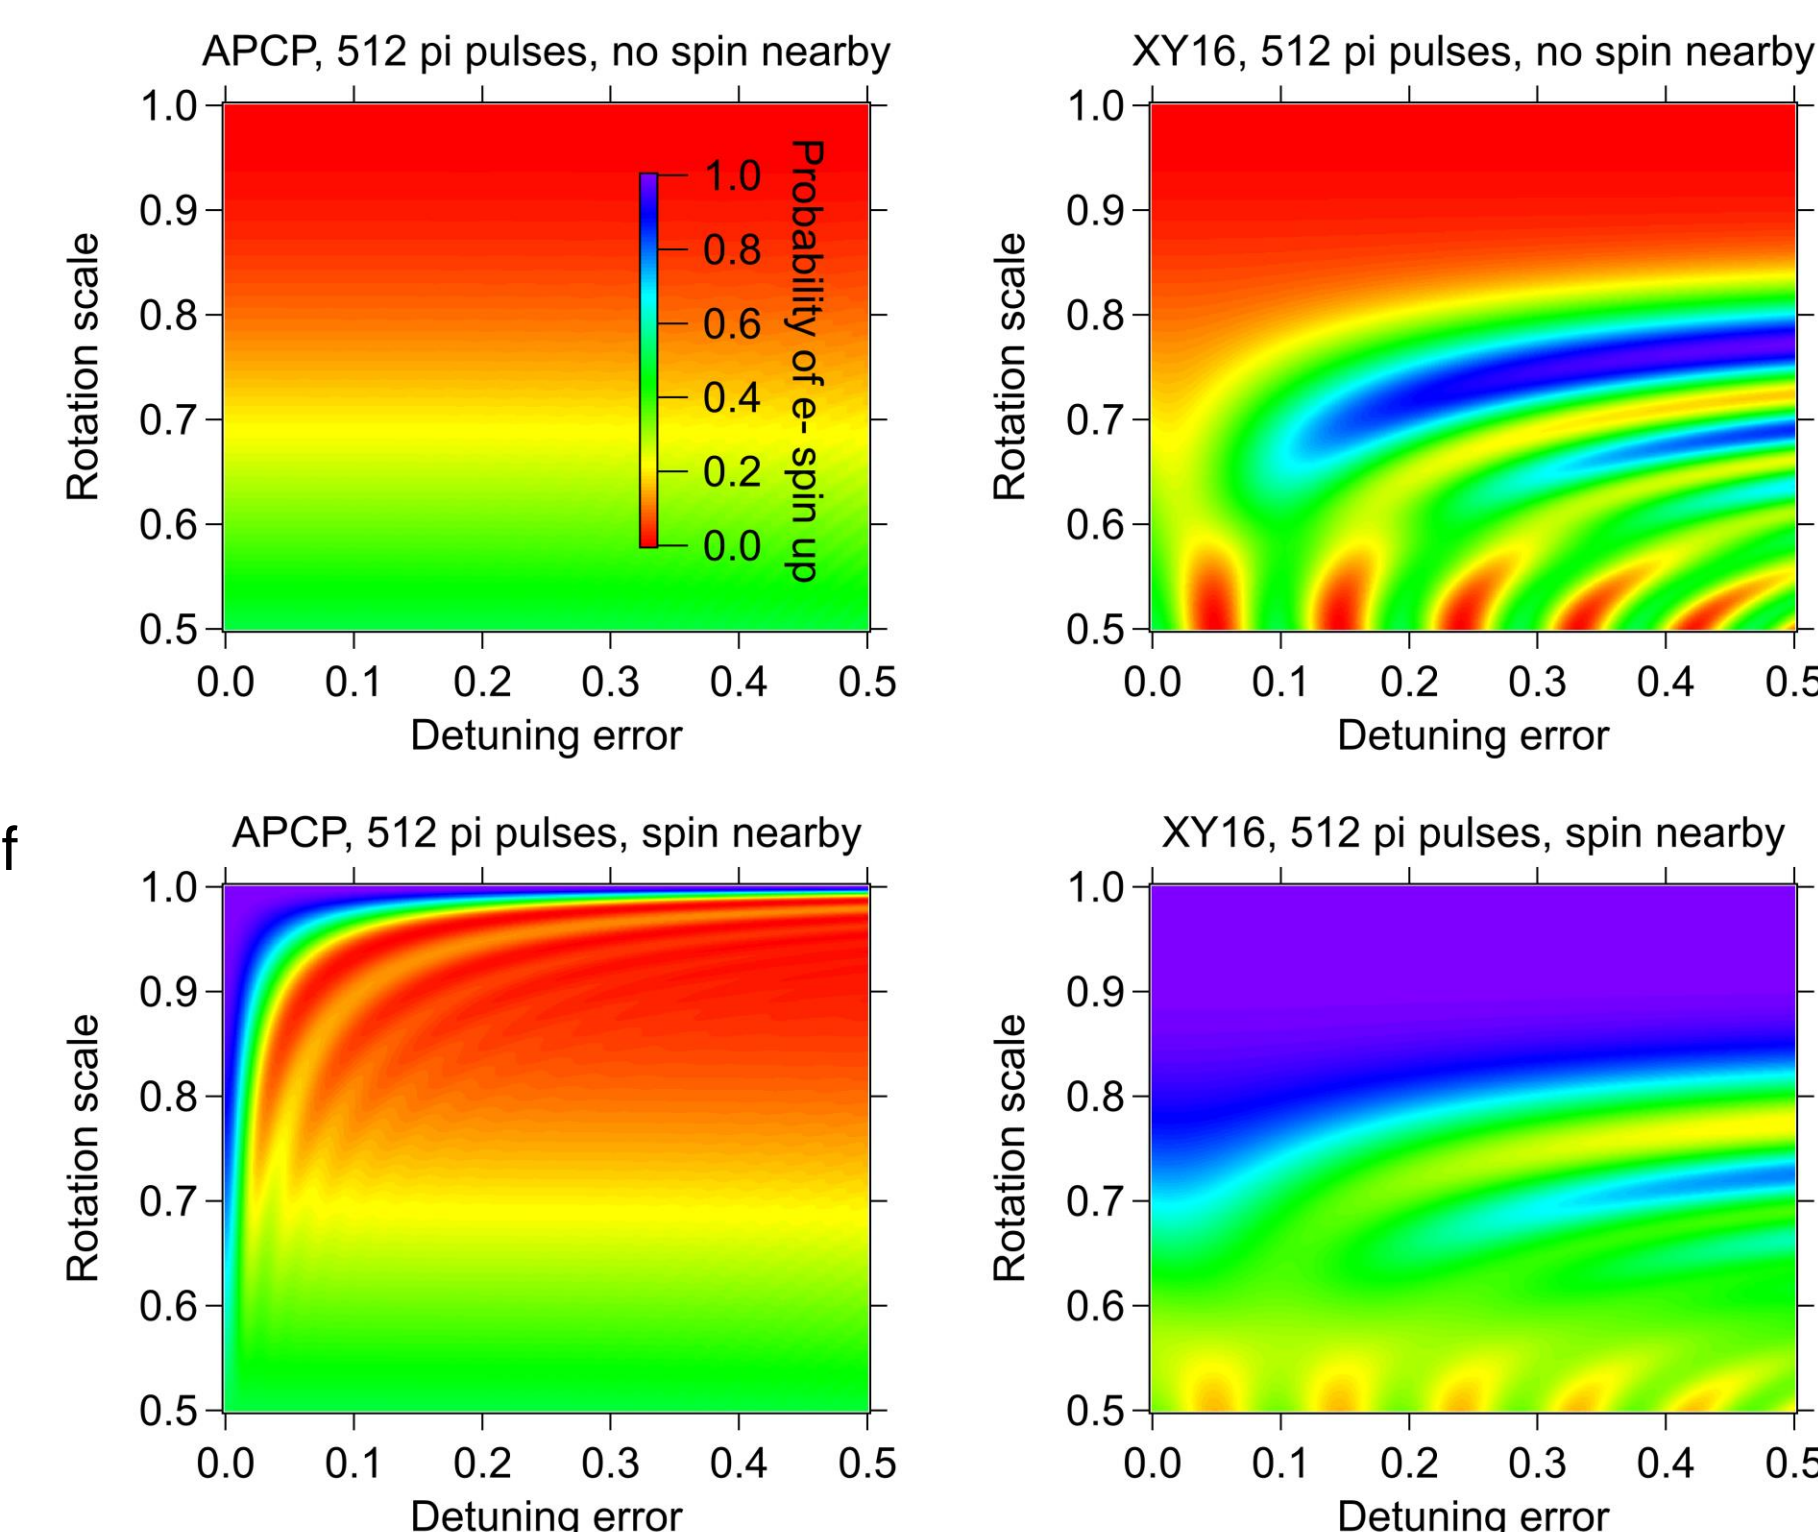 APCP, 512 pi pulses, no spin nearby
1.0
0.9
0.8
0.7
0.6
0.5
Rotation scale
0.0 0.1 0.2 0.3 0.4 0.5
Detuning error
1.0
0.8
0.6
0.4
0.2
0.0
Probability of e- spin up
XY16, 512 pi pulses, no spin nearby
1.0
0.9
0.8
0.7
0.6
0.5
Rotation scale
0.0 0.1 0.2 0.3 0.4 0.5
Detuning error
f
APCP, 512 pi pulses, spin nearby
1.0
0.9
0.8
0.7
0.6
0.5
Rotation scale
0.0 0.1 0.2 0.3 0.4 0.5
Detuning error
XY16, 512 pi pulses, spin nearby
1.0
0.9
0.8
0.7
0.6
0.5
Rotation scale
0.0 0.1 0.2 0.3 0.4 0.5
Detuning error